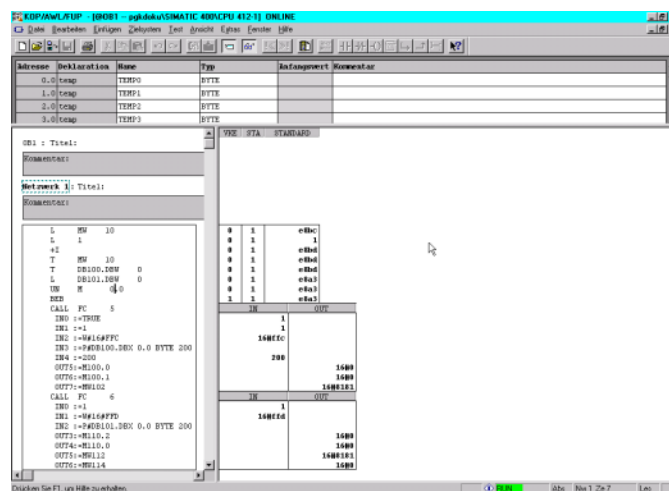 KOP/AWL/FUP - [@OB1 -- pgkdoku\SIMATIC 400\CPU 412-1] ONLINE
Datei Bearbeiten Einfügen Zielsystem Test Ansicht Extras Fenster Hilfe
Adresse Deklaration Name Typ Anfangswert Kommentar
0.0 temp TEMP0 BYTE
1.0 temp TEMP1 BYTE
2.0 temp TEMP2 BYTE
3.0 temp TEMP3 BYTE
VKE STA STANDARD
OB1 : Titel:
Kommentar:
Netzwerk 1: Titel:
Kommentar:
L MW 10 0 1 e8bc
L 1 0 1 1
+I 0 1 e8bd
T MW 10 0 1 e8bd
T DB100.DBW 0 0 1 e8bd
L DB101.DBW 0 0 1 e8a3
UN M 0.0 0 1 e8a3
BEB 1 1 e8a3
CALL FC 5 IN OUT
IN0 :=TRUE 1
IN1 :=1 1
IN2 :=W#16#FFC 16#ffc
IN3 :=P#DB100.DBX 0.0 BYTE 200
IN4 :=200 200
OUT5:=M100.0 16#0
OUT6:=M100.1 16#0
OUT7:=MW102 16#8181
CALL FC 6 IN OUT
IN0 :=1 1
IN1 :=W#16#FFD 16#ffd
IN2 :=P#DB101.DBX 0.0 BYTE 200
OUT3:=M110.2 16#0
OUT4:=M110.0 16#0
OUT5:=MW112 16#8181
OUT6:=MW114 16#0
Drücken Sie F1, um Hilfe zu erhalten. RUN Abs Nw 1 Ze 7 Les